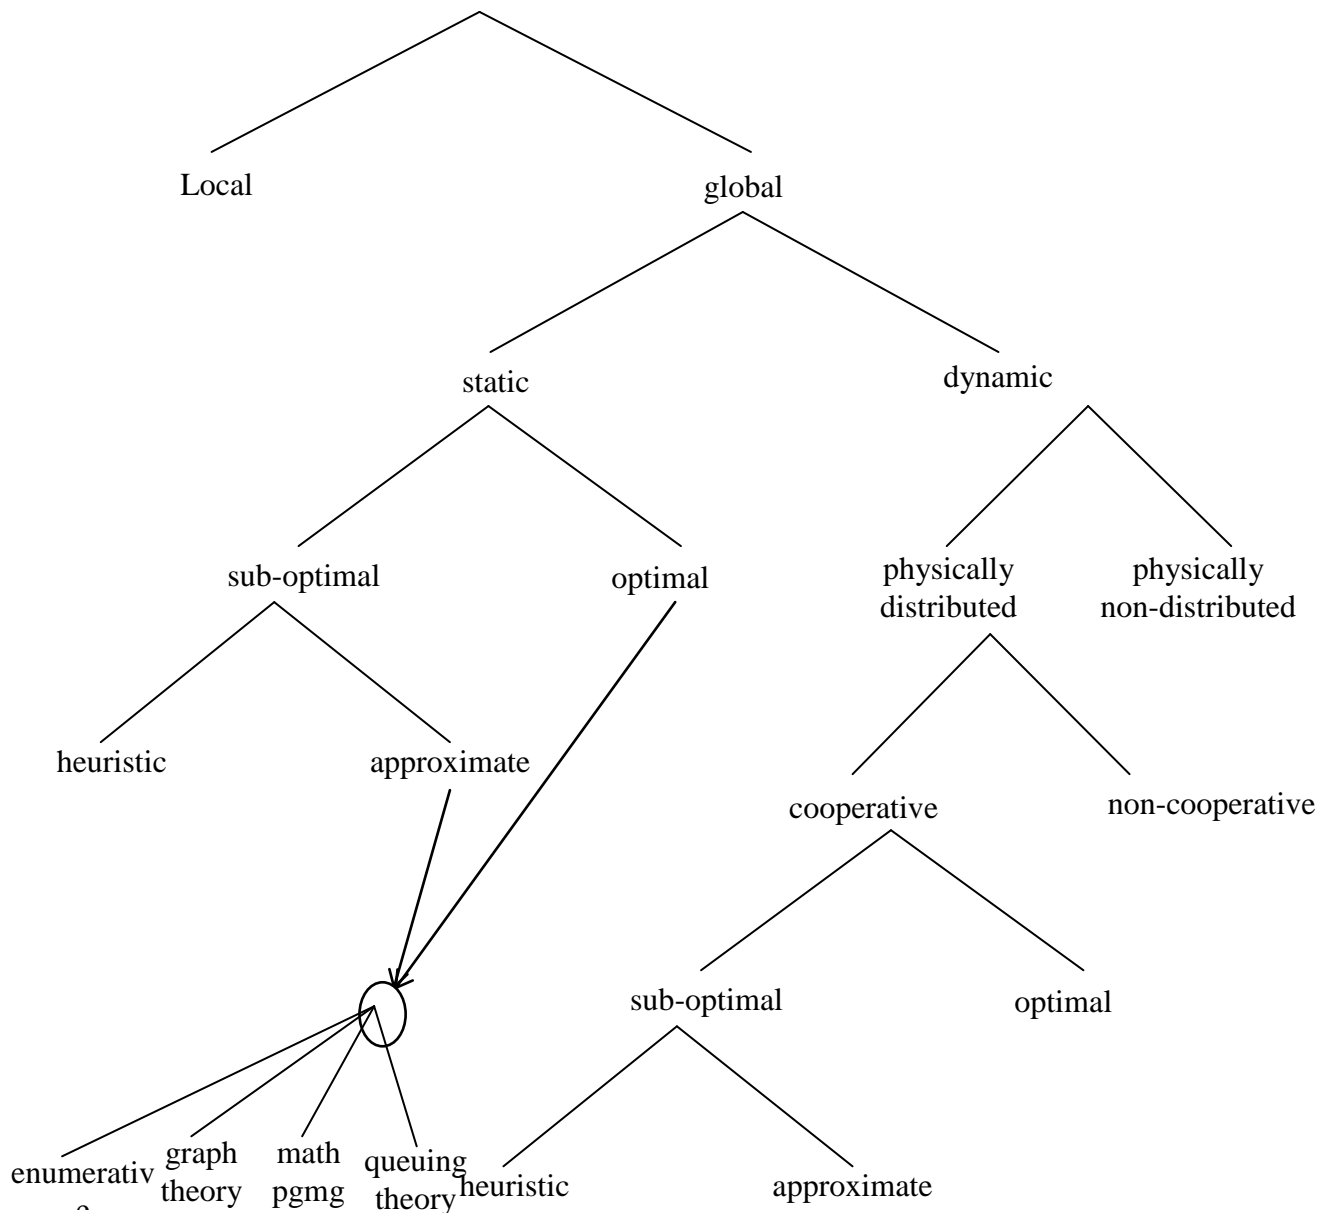 Local
global
static
dynamic
sub-optimal
optimal
physically
distributed
physically
non-distributed
heuristic
approximate
cooperative
non-cooperative
sub-optimal
optimal
enumerativ
e
graph
theory
math
pgmg
queuing
theory
heuristic
approximate